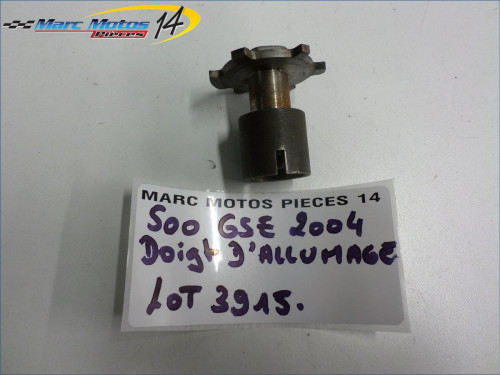 Marc Motos 14
Pieces
MARC MOTOS PIECES 14
500 GSE 2004
Doigt D'ALLUMAGE
LOT 3915.